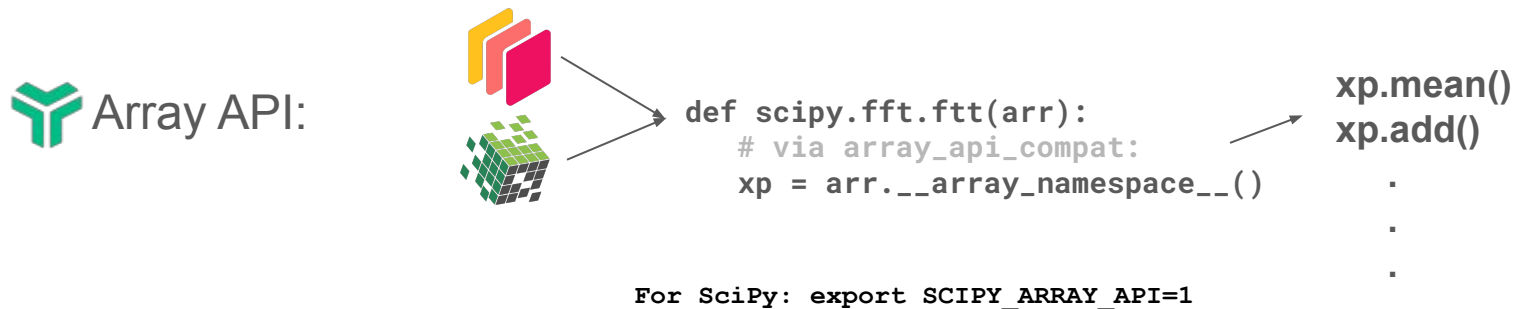 Array API:
def scipy.fft.ftt(arr):
# via array_api_compat:
xp = arr.__array_namespace__()
xp.mean()
xp.add()
.
.
.
For SciPy: export SCIPY_ARRAY_API=1